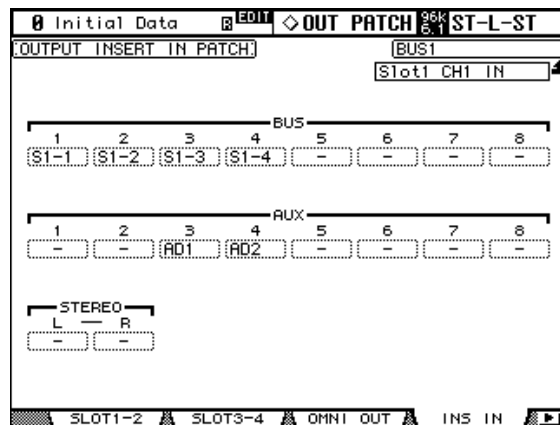 0 Initial Data EDIT ◇OUT PATCH 96k 6.1 ST-L-ST
OUTPUT INSERT IN PATCH BUS1
Slot1 CH1 IN
BUS
1 2 3 4 5 6 7 8
S1-1 S1-2 S1-3 S1-4 - - - -
AUX
1 2 3 4 5 6 7 8
- - AD1 AD2 - - - -
STEREO
L — R
- -
SLOT1-2 SLOT3-4 OMNI OUT INS IN